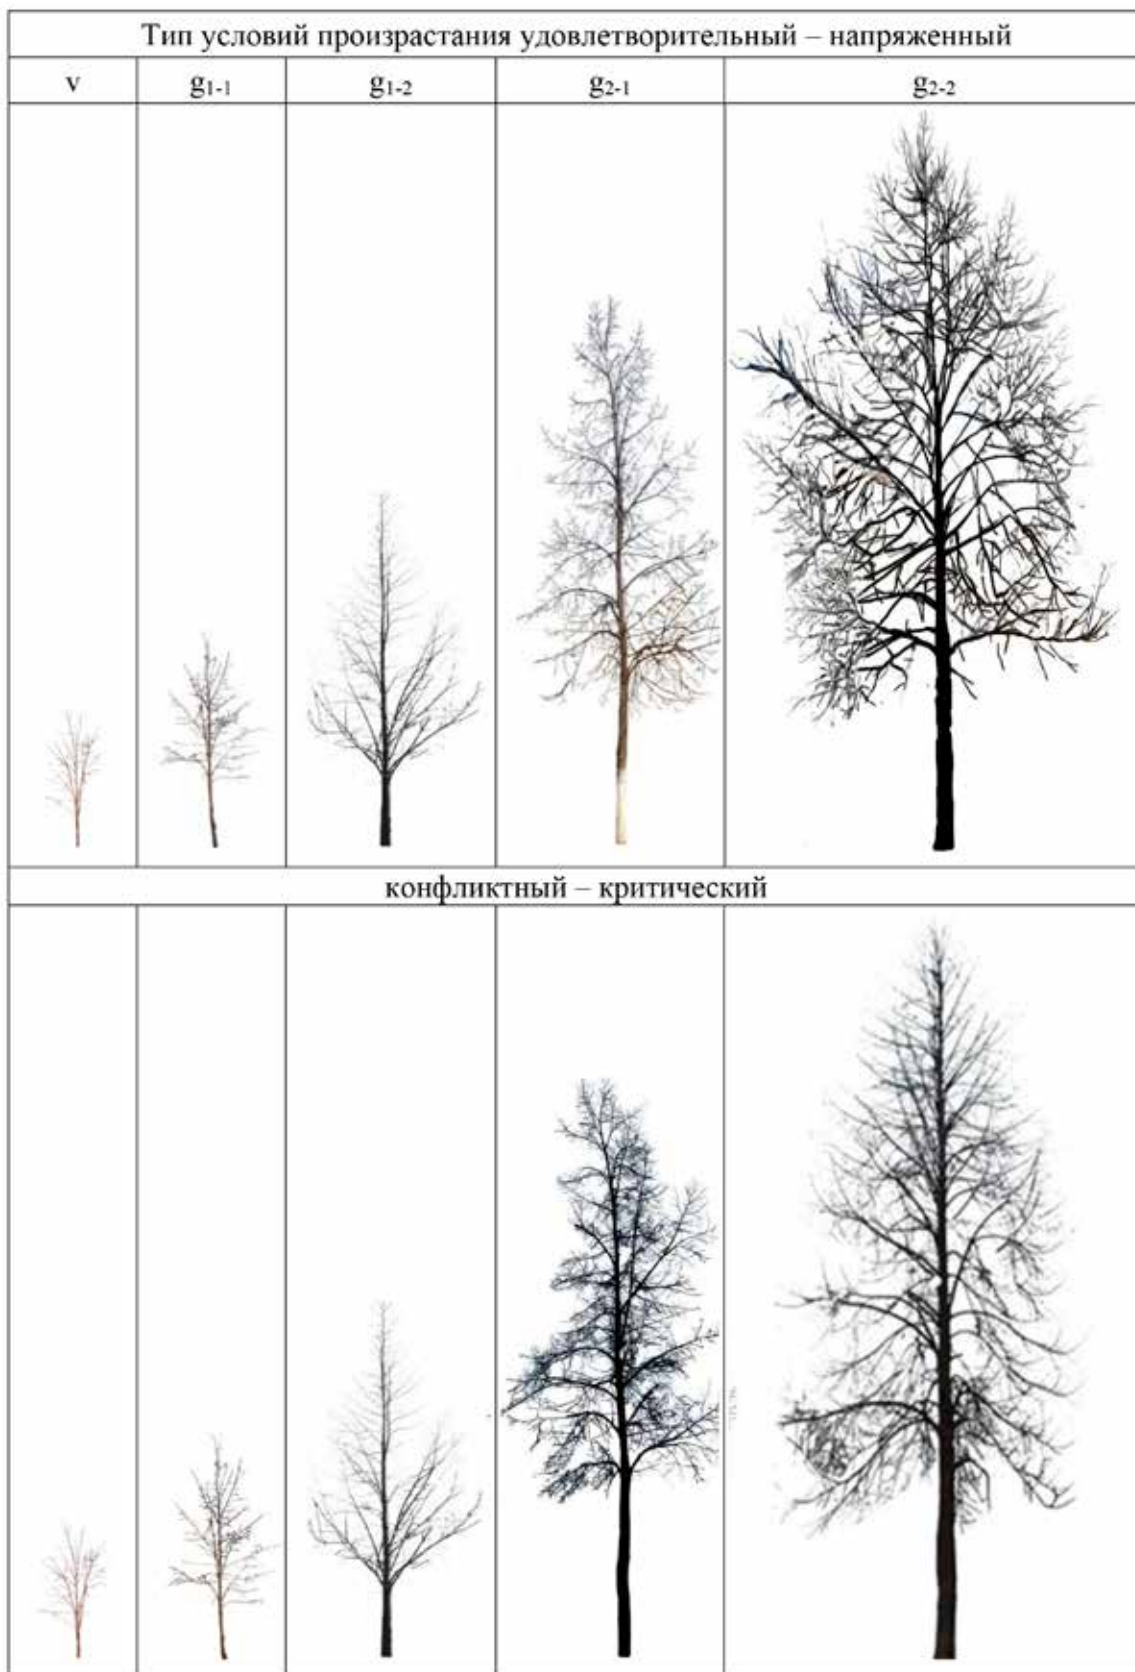 Тип условий произрастания удовлетворительный – напряженный
v g1-1 g1-2 g2-1 g2-2
конфликтный – критический